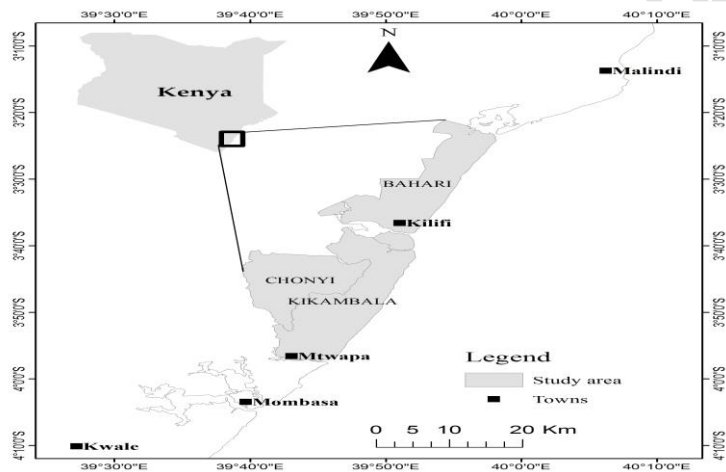 39°30'0"E 39°40'0"E 39°50'0"E 40°0'0"E 40°10'0"E
N
Malindi
Kenya
BAHARI
Kilifi
CHONYI
KIKAMBALA
Mtwapa
Legend
Study area
Towns
Mombasa
0 5 10 20 Km
Kwale
3°10'0"S
3°20'0"S
3°30'0"S
3°40'0"S
3°50'0"S
4°0'0"S
4°10'0"S
3°10'0"S
3°20'0"S
3°30'0"S
3°40'0"S
3°50'0"S
4°0'0"S
4°10'0"S
39°30'0"E 39°40'0"E 39°50'0"E 40°0'0"E 40°10'0"E